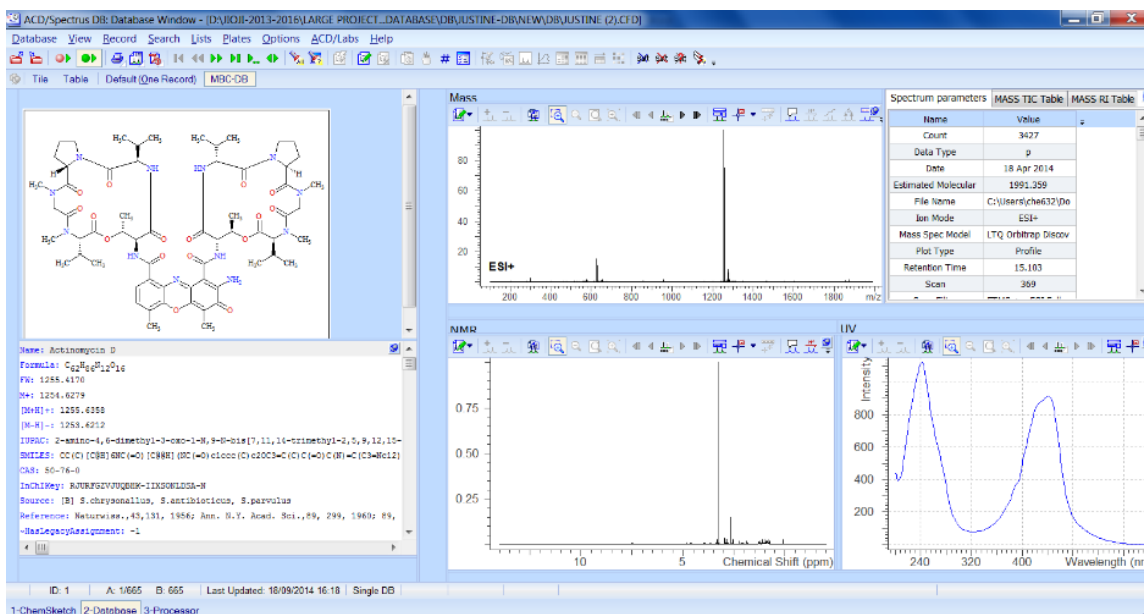 ACD/Spectrus DB: Database Window - [D:\JIOJI-2013-2016\LARGE PROJECT_DATABASE\DB\JUSTINE-DB\NEW\DB\JUSTINE (2).CFD]
Database View Record Search Lists Plates Options ACD/Labs Help
Tile Table Default(One Record) MBC-DB
Mass
ESI+
80
60
40
20
200 400 600 800 1000 1200 1400 1600 1800 m/z
Spectrum parameters MASS TIC Table MASS RI Table
Name Value
Count 3427
Data Type p
Date 18 Apr 2014
Estimated Molecular 1991.359
File Name C:\Users\che632\Do
Ion Mode ESI+
Mass Spec Model LTQ Orbitrap Discov
Plot Type Profile
Retention Time 15.103
Scan 369
Name: Actinomycin D
Formula: C62H86N12O16
FW: 1255.4170
M+: 1254.6279
[M+H]+: 1255.6358
[M-H]-: 1253.6212
IUPAC: 2-amino-4,6-dimethyl-3-oxo-1-N,9-N-bis[7,11,14-trimethyl-2,5,9,12,15-
CAS: 50-76-0
Source: [B] S.chrysonallus, S.antibioticus, S.parvulus
Reference: Naturwiss.,43,131, 1956; Ann. N.Y. Acad. Sci.,89, 299, 1960; 89,
~HasLegacyAssignment: -1
NMR
0.75
0.50
0.25
10 5 Chemical Shift (ppm)
UV
Intensity
800
600
400
200
240 320 400 480 Wavelength (nm
ID: 1 A: 1/665 B: 665 Last Updated: 18/09/2014 16:18 Single DB
1-ChemSketch 2-Database 3-Processor